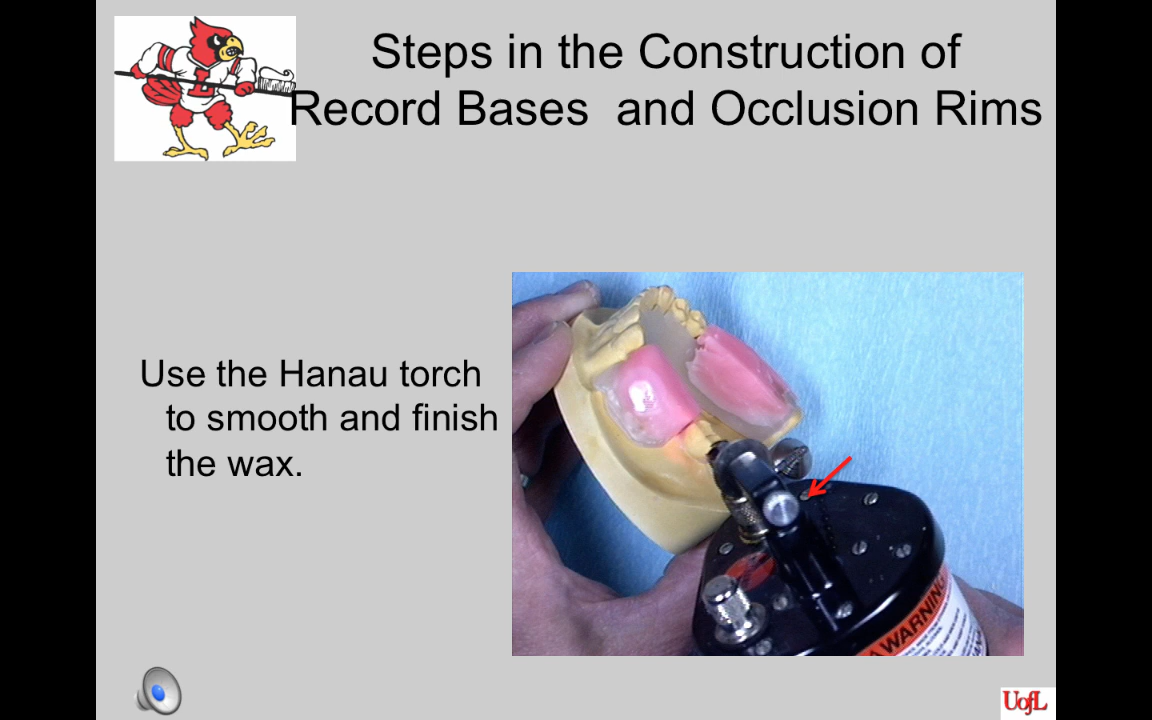 Steps in the Construction of
Record Bases and Occlusion Rims
Use the Hanau torch
to smooth and finish
the wax.
WARNING
UofL